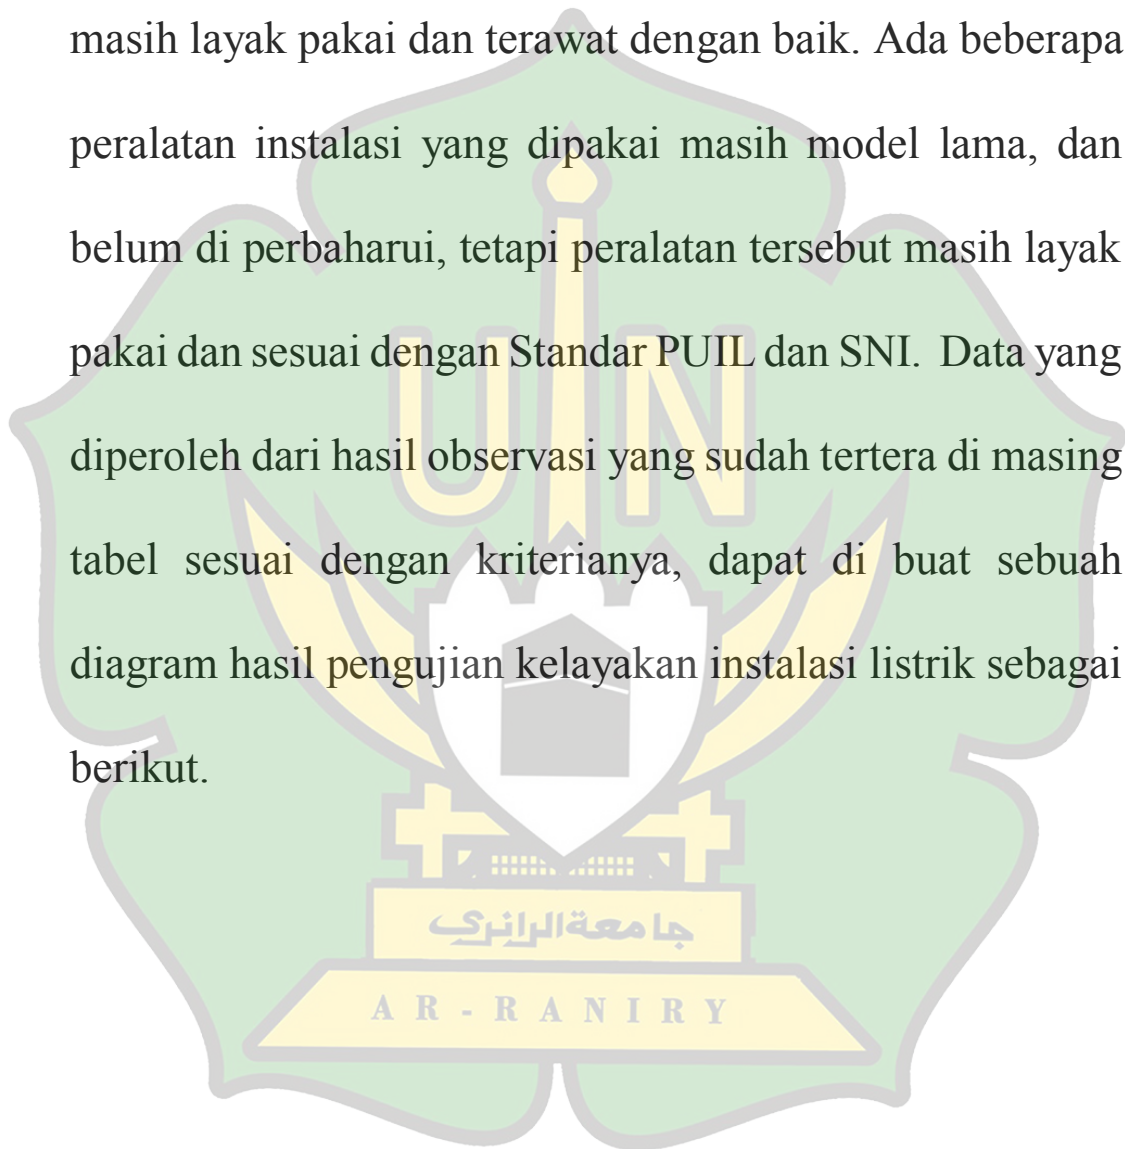 masih layak pakai dan terawat dengan baik. Ada beberapa
peralatan instalasi yang dipakai masih model lama, dan
belum di perbaharui, tetapi peralatan tersebut masih layak
pakai dan sesuai dengan Standar PUIL dan SNI. Data yang
diperoleh dari hasil observasi yang sudah tertera di masing
tabel sesuai dengan kriterianya, dapat di buat sebuah
diagram hasil pengujian kelayakan instalasi listrik sebagai
berikut.
UIN
جامعة الرانري
AR-RANIRY